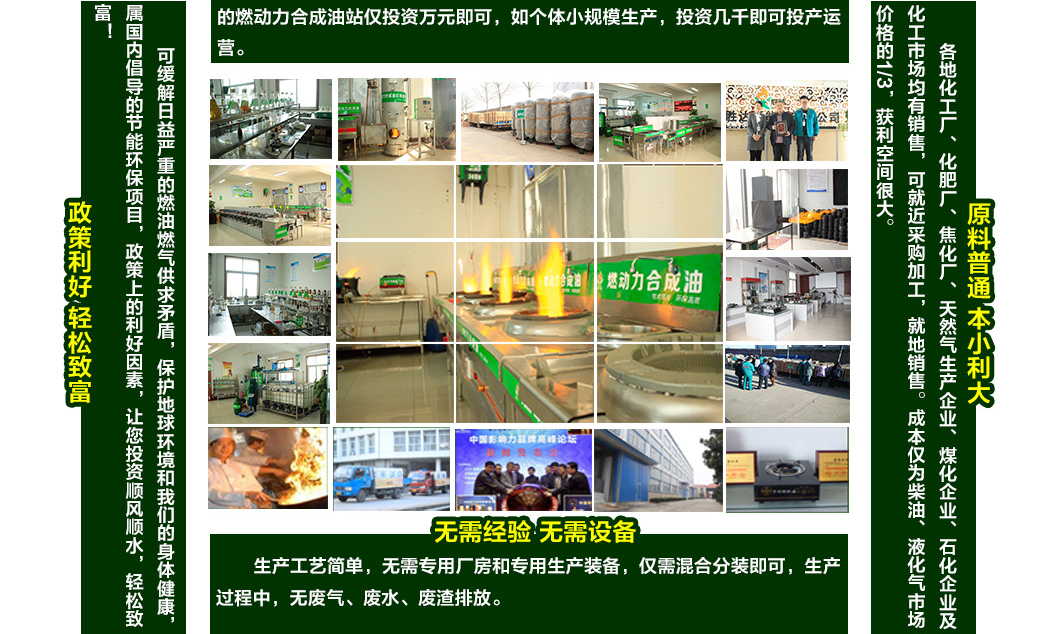 的燃动力合成油站仅投资万元即可，如个体小规模生产，投资几千即可投产运
营。
原料普通 本小利大
各地化工厂、化肥厂、焦化厂、天然气生产企业、煤化企业、石化企业及
化工市场均有销售，可就近采购加工，就地销售。成本仅为柴油、液化气市场
价格的1/3，获利空间很大。
燃动力合成油
中国影响力品牌高峰论坛
无需经验 无需设备
生产工艺简单，无需专用厂房和专用生产装备，仅需混合分装即可，生产
过程中，无废气、废水、废渣排放。
政策利好 轻松致富
可缓解日益严重的燃油燃气供求矛盾，保护地球环境和我们的身体健康，
属国内倡导的节能环保项目，政策上的利好因素，让您投资顺风顺水，轻松致
富！